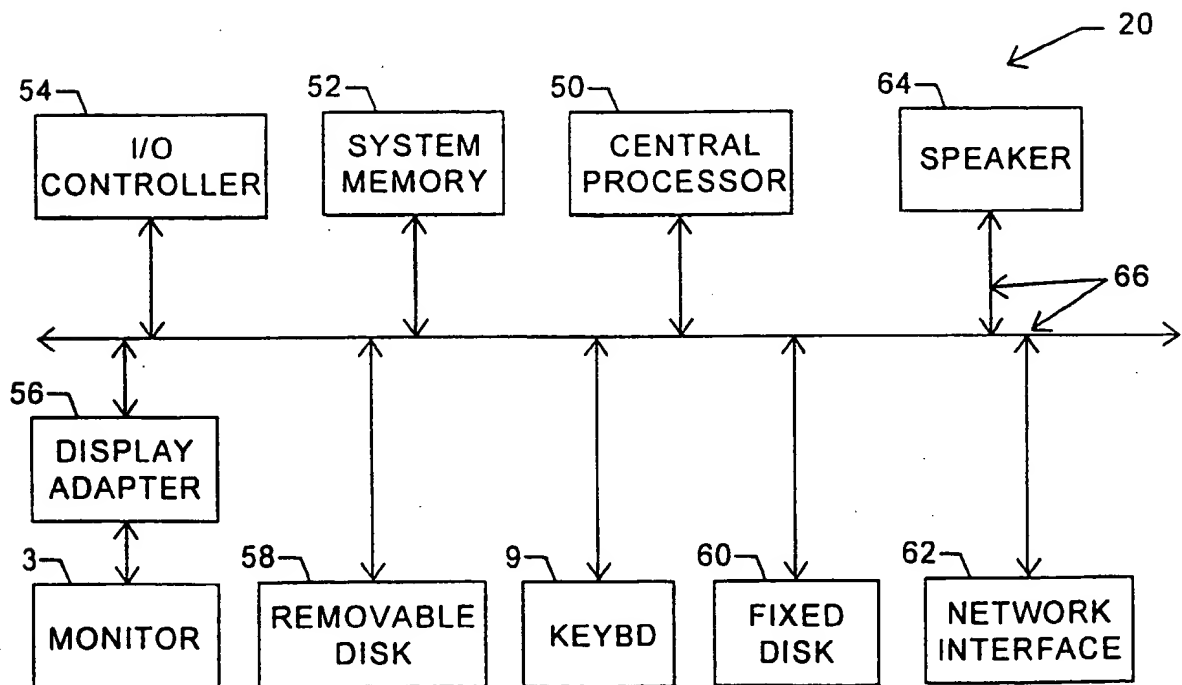 20
54
52
50
64
I/O
CONTROLLER
SYSTEM
MEMORY
CENTRAL
PROCESSOR
SPEAKER
66
56
DISPLAY
ADAPTER
3
58
9
60
62
MONITOR
REMOVABLE
DISK
KEYBD
FIXED
DISK
NETWORK
INTERFACE